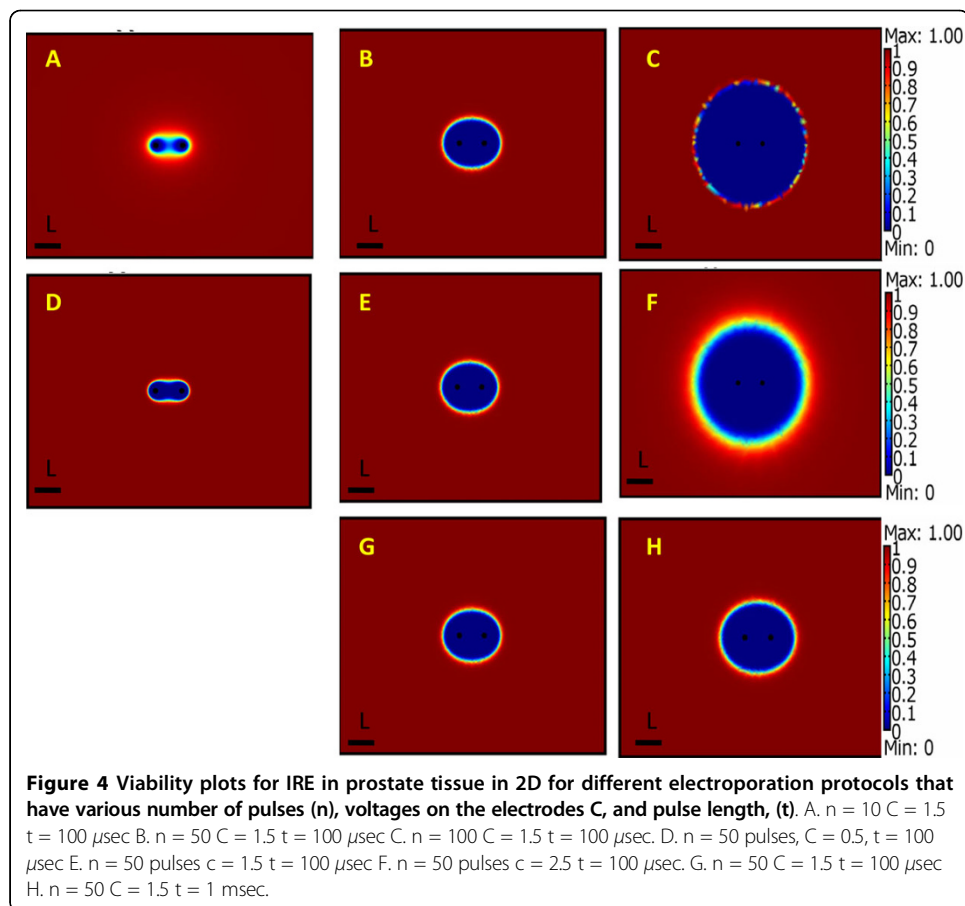 A
B
C
L
L
L
Max: 1.00
1
0.9
0.8
0.7
0.6
0.5
0.4
0.3
0.2
0.1
0
Min: 0
D
E
F
L
L
L
Max: 1.00
1
0.9
0.8
0.7
0.6
0.5
0.4
0.3
0.2
0.1
0
Min: 0
G
H
L
L
Max: 1.00
1
0.9
0.8
0.7
0.6
0.5
0.4
0.3
0.2
0.1
0
Min: 0
Figure 4 Viability plots for IRE in prostate tissue in 2D for different electroporation protocols that
have various number of pulses (n), voltages on the electrodes C, and pulse length, (t). A. n = 10 C = 1.5
t = 100 μsec B. n = 50 C = 1.5 t = 100 μsec C. n = 100 C = 1.5 t = 100 μsec. D. n = 50 pulses, C = 0.5, t = 100
μsec E. n = 50 pulses c = 1.5 t = 100 μsec F. n = 50 pulses c = 2.5 t = 100 μsec. G. n = 50 C = 1.5 t = 100 μsec
H. n = 50 C = 1.5 t = 1 msec.